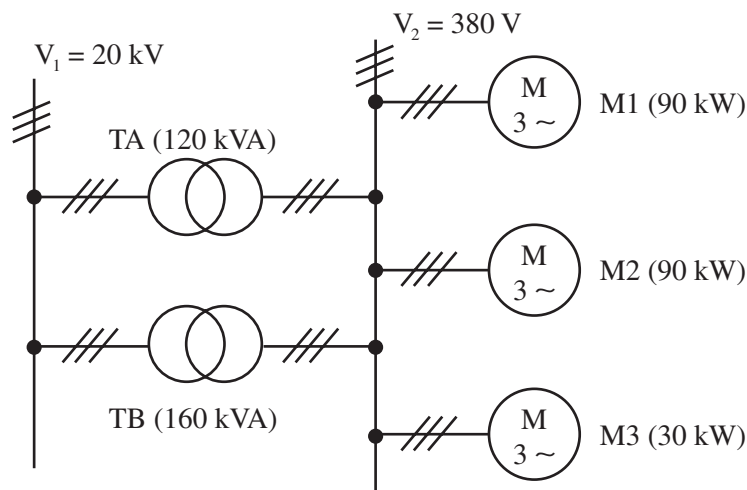 V₂ = 380 V
V₁ = 20 kV
M
3 ~
M1 (90 kW)
TA (120 kVA)
M
3 ~
M2 (90 kW)
TB (160 kVA)
M
3 ~
M3 (30 kW)